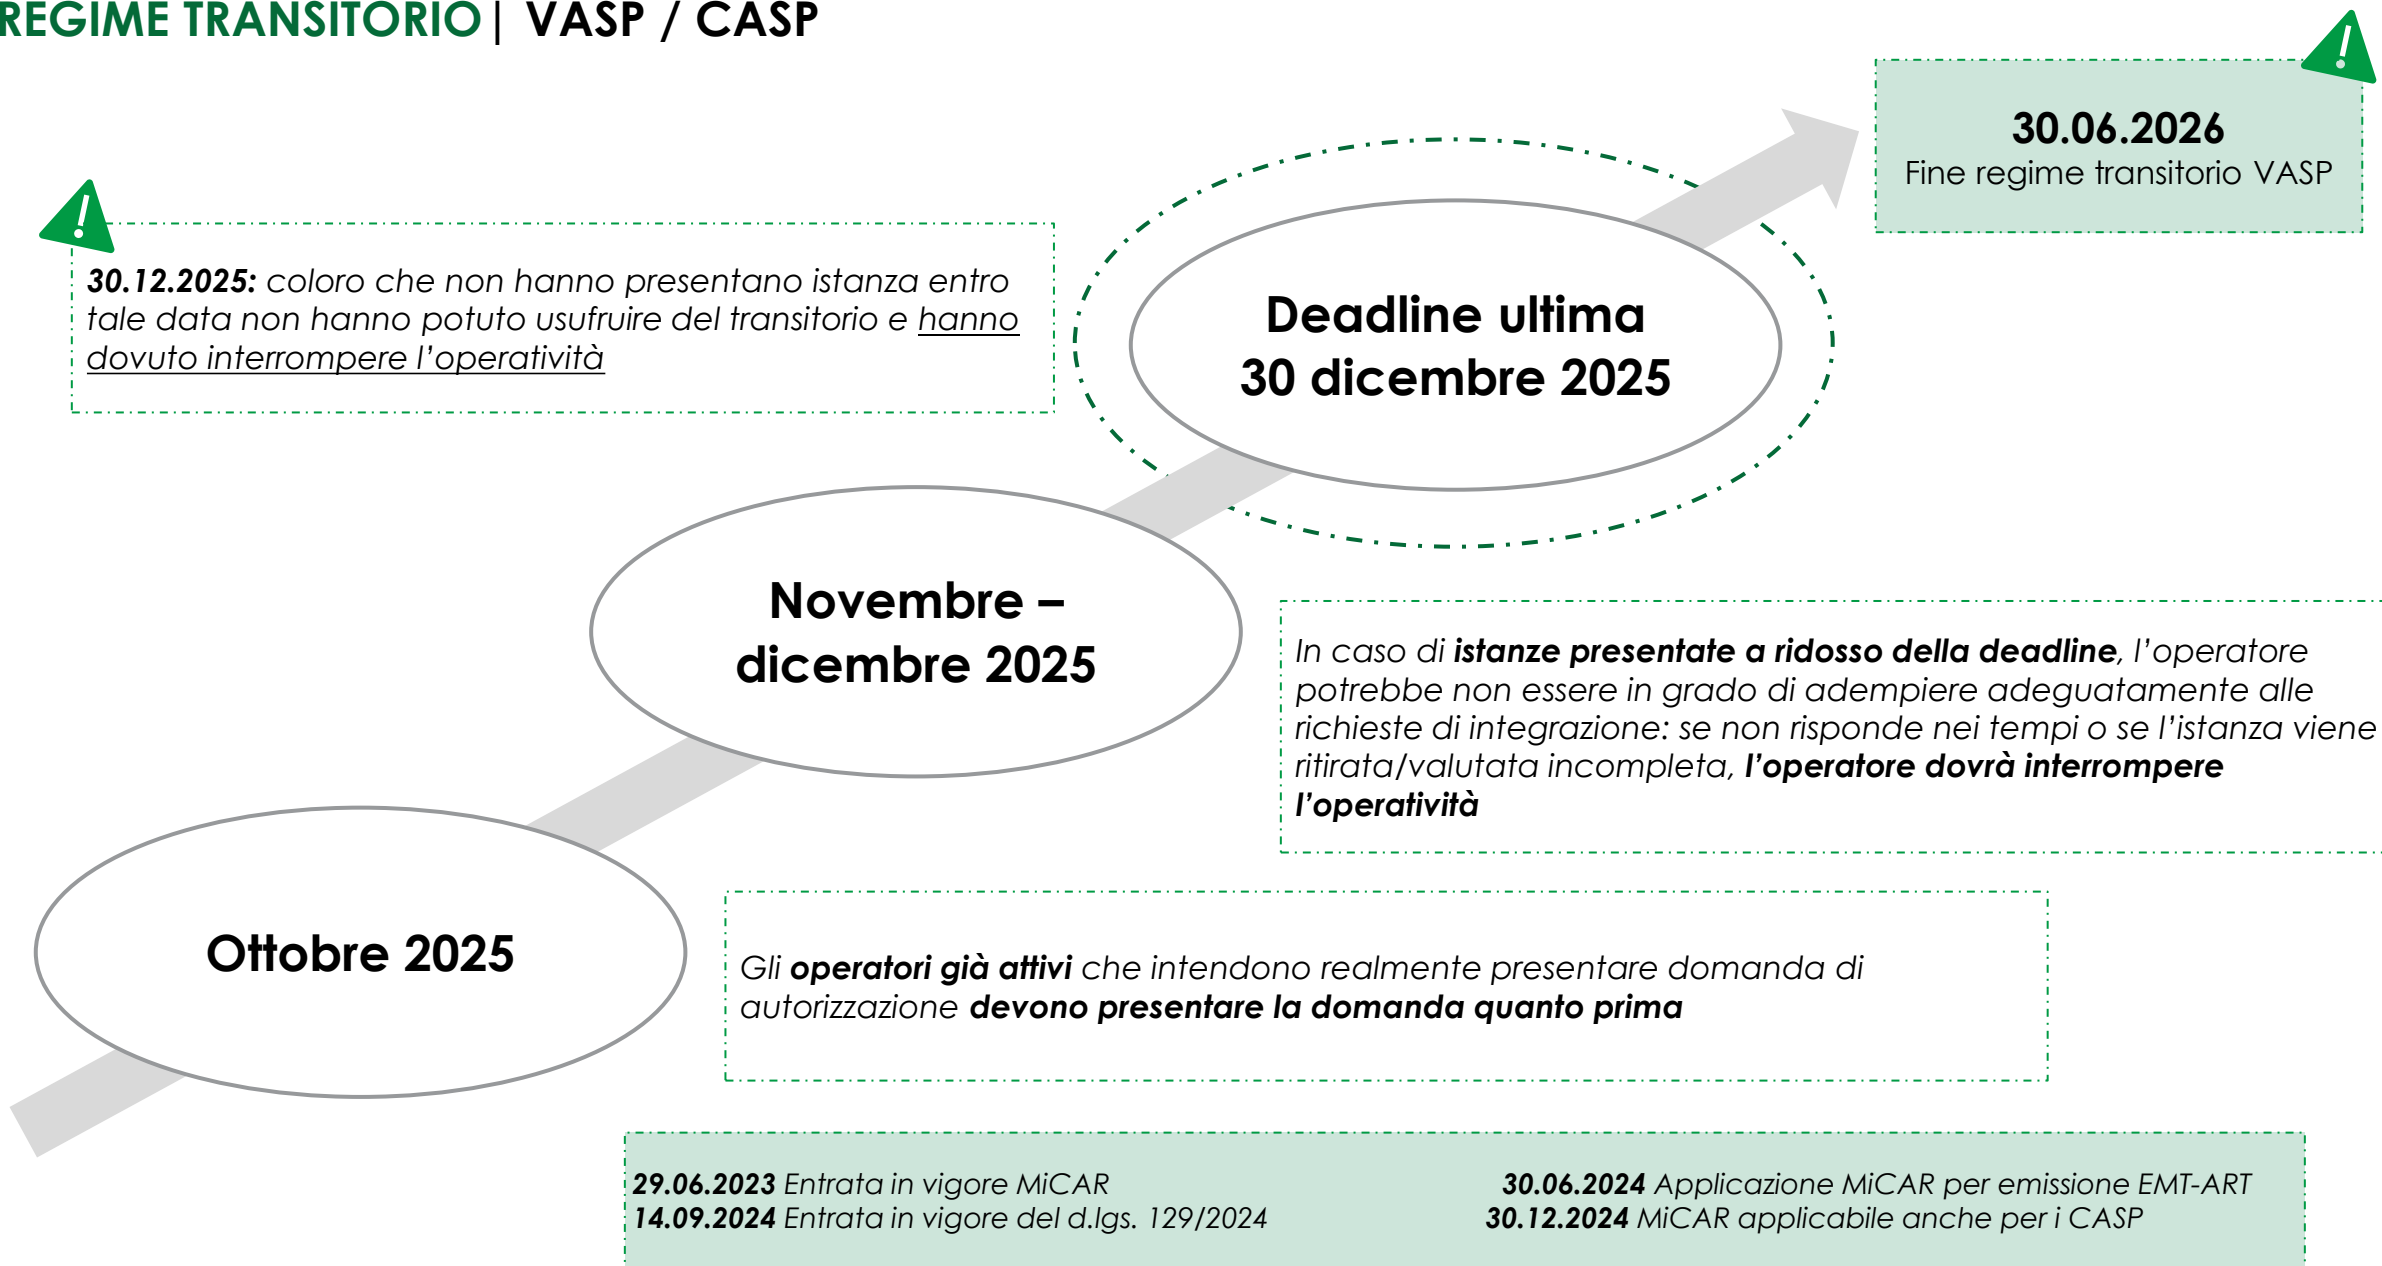 REGIME TRANSITORIO| VASP / CASP
30.06.2026
Fine regime transitorio VASP
30.12.2025: coloro che non hanno presentano istanza entro
tale data non hanno potuto usufruire del transitorio e hanno
dovuto interrompere l’operatività
Deadline ultima
30 dicembre 2025
Novembre –
dicembre 2025
In caso di istanze presentate a ridosso della deadline, l’operatore
potrebbe non essere in grado di adempiere adeguatamente alle
richieste di integrazione: se non risponde nei tempi o se l’istanza viene
ritirata/valutata incompleta, l’operatore dovrà interrompere
l’operatività
Ottobre 2025
Gli operatori già attivi che intendono realmente presentare domanda di
autorizzazione devono presentare la domanda quanto prima
29.06.2023 Entrata in vigore MiCAR
30.06.2024 Applicazione MiCAR per emissione EMT-ART
14.09.2024 Entrata in vigore del d.lgs. 129/2024
30.12.2024 MiCAR applicabile anche per i CASP